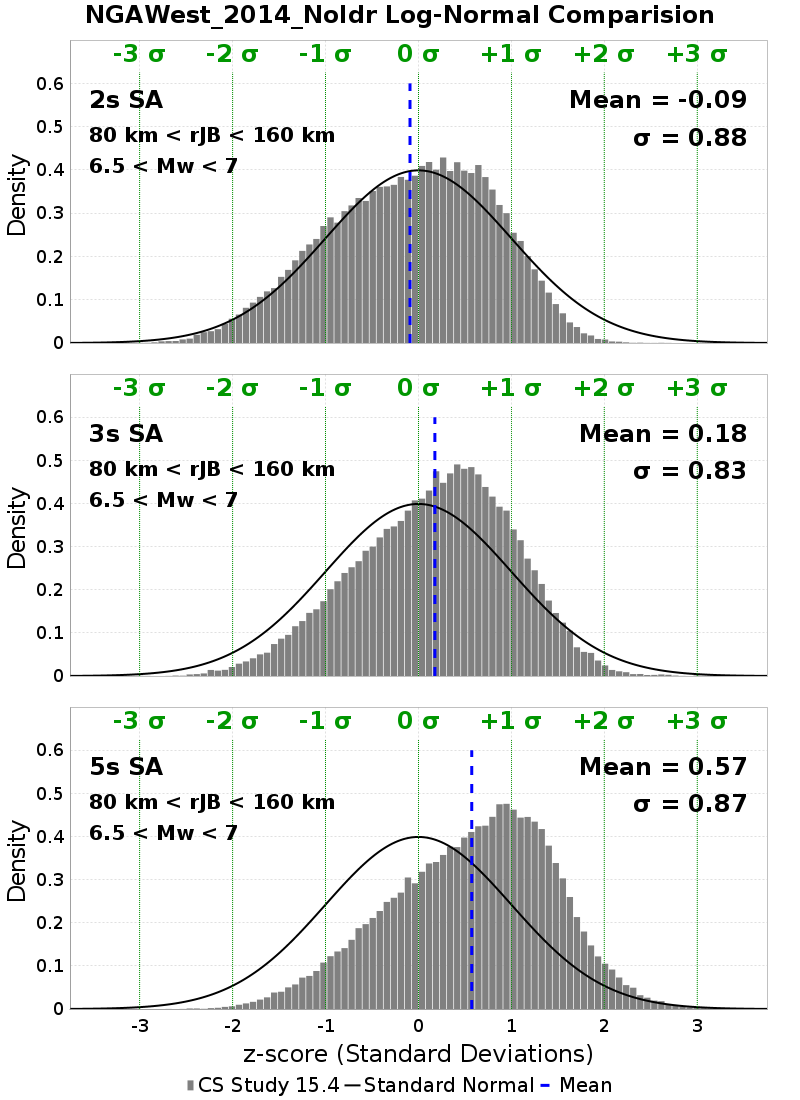 NGAWest_2014_NoIdr Log-Normal Comparision
-3 σ -2 σ -1 σ 0 σ +1 σ +2 σ +3 σ
0.6
2s SA Mean = -0.09
0.5
80 km < rJB < 160 km σ = 0.88
6.5 < Mw < 7
0.4
0.3
0.2
0.1
0
Density
-3 σ -2 σ -1 σ 0 σ +1 σ +2 σ +3 σ
0.6
3s SA Mean = 0.18
0.5
80 km < rJB < 160 km σ = 0.83
6.5 < Mw < 7
0.4
0.3
0.2
0.1
0
Density
-3 σ -2 σ -1 σ 0 σ +1 σ +2 σ +3 σ
0.6
5s SA Mean = 0.57
0.5
80 km < rJB < 160 km σ = 0.87
6.5 < Mw < 7
0.4
0.3
0.2
0.1
0
Density
-3 -2 -1 0 1 2 3
z-score (Standard Deviations)
CS Study 15.4 Standard Normal Mean